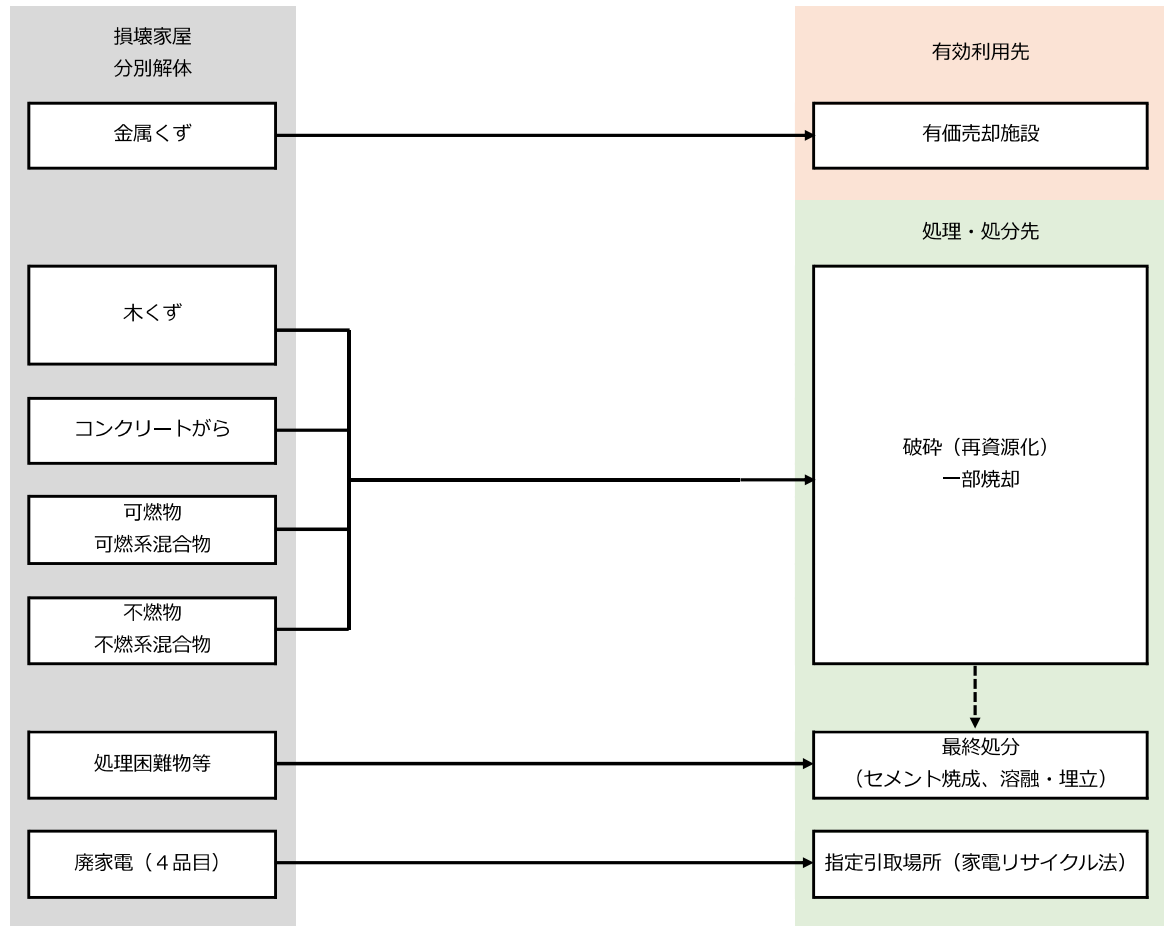 損壊家屋
分別解体
有効利用先
金属くず
有価売却施設
処理・処分先
木くず
コンクリートがら
可燃物
可燃系混合物
不燃物
不燃系混合物
破砕（再資源化）
一部焼却
処理困難物等
最終処分
（セメント焼成、溶融・埋立）
廃家電（４品目）
指定引取場所（家電リサイクル法）